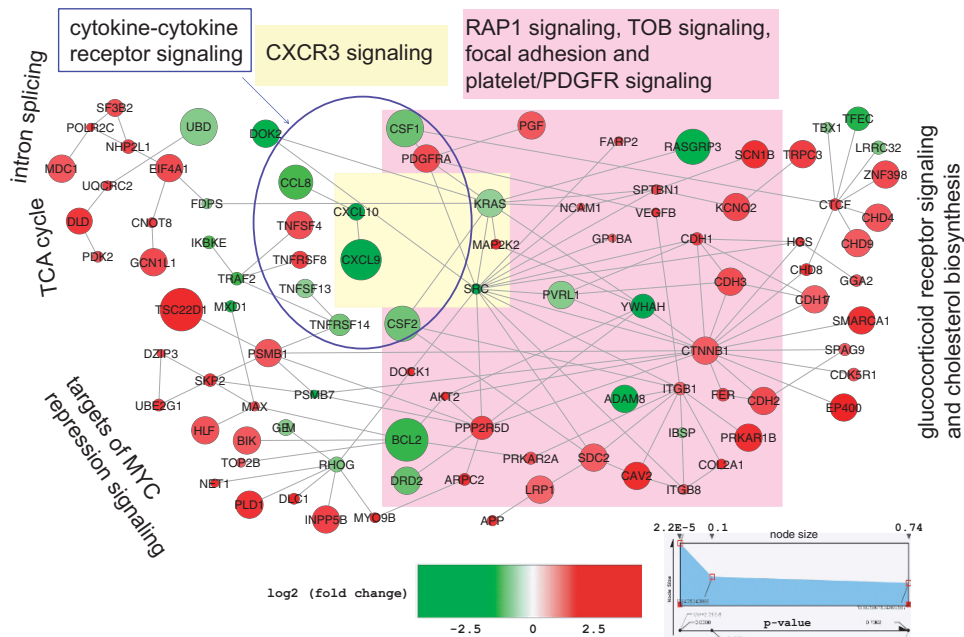 cytokine-cytokine
receptor signaling
CXCR3 signaling
RAP1 signaling, TOB signaling,
focal adhesion and
platelet/PDGFR signaling
intron splicing
TCA cycle
targets of MYC
repression signaling
glucocorticoid receptor signaling
and cholesterol biosynthesis
SF3B2
POLR2C
NHP2L1
MDC1
EIF4A1
UQCRC2
DLD
CNOT8
PDK2
GCN1L1
UBD
DOK2
CSF1
PDGFRA
PGF
FARP2
RASGRP3
SCN1B
TRPC3
TBX1
TFEC
LRRC32
ZNF398
CCL8
FDPS
CXCL10
KRAS
NCAM1
SPTBN1
VEGFB
KCNQ2
CTCF
CHD4
CHD9
IKBKE
TNFSF4
MAP2K2
GP1BA
CDH1
HGS
TNFRSF8
CXCL9
TRAF2
TNFSF13
SRC
PVRL1
YWHAH
CDH3
CHD8
GGA2
CDH17
TSC22D1
MXD1
TNFRSF14
CSF2
SMARCA1
DZIP3
PSMB1
CTNNB1
SPAG9
SKP2
DOCK1
CDK5R1
UBE2G1
MAX
PSMB7
AKT2
ADAM8
ITGB1
RER
CDH2
EP400
HLF
BIK
GEM
BCL2
PPP2R5D
IBSP
PRKAR1B
TOP2B
RHOG
PRKAR2A
SDC2
COL2A1
NET1
DRD2
ARPC2
LRP1
CAV2
ITGB8
PLD1
DLC1
INPP5B
MYO9B
APP
log2 (fold change)
-2.5
0
2.5
2.2E-5
0.1
node size
0.74
Node Size
p-value